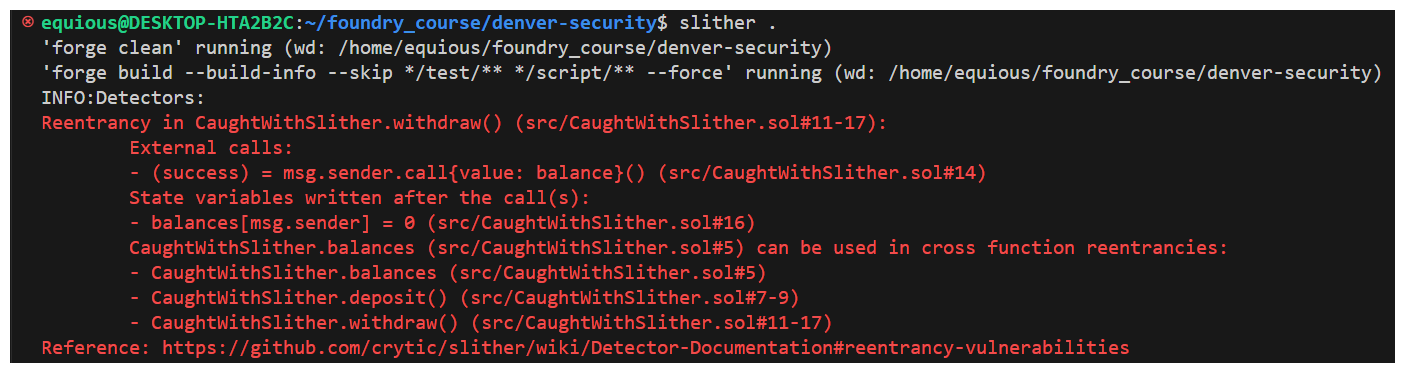 equious@DESKTOP-HTA2B2C:~/foundry_course/denver-security$ slither .
'forge clean' running (wd: /home/equious/foundry_course/denver-security)
'forge build --build-info --skip */test/** */script/** --force' running (wd: /home/equious/foundry_course/denver-security)
INFO:Detectors:
Reentrancy in CaughtWithSlither.withdraw() (src/CaughtWithSlither.sol#11-17):
External calls:
- (success) = msg.sender.call{value: balance}() (src/CaughtWithSlither.sol#14)
State variables written after the call(s):
- balances[msg.sender] = 0 (src/CaughtWithSlither.sol#16)
CaughtWithSlither.balances (src/CaughtWithSlither.sol#5) can be used in cross function reentrancies:
- CaughtWithSlither.balances (src/CaughtWithSlither.sol#5)
- CaughtWithSlither.deposit() (src/CaughtWithSlither.sol#7-9)
- CaughtWithSlither.withdraw() (src/CaughtWithSlither.sol#11-17)
Reference: https://github.com/crytic/slither/wiki/Detector-Documentation#reentrancy-vulnerabilities